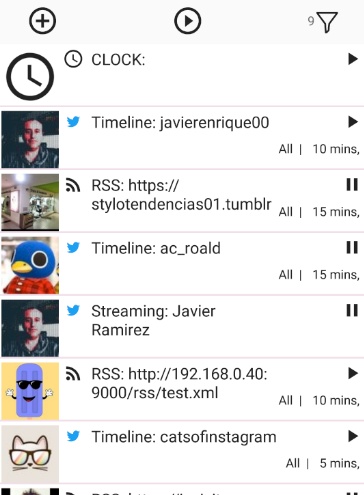 9
CLOCK:
Timeline: javierenrique00
All | 10 mins,
RSS: https://
stylotendencias01.tumblr
All | 15 mins,
Timeline: ac_roald
All | 15 mins,
Streaming: Javier
Ramirez
RSS: http://192.168.0.40:
9000/rss/test.xml
All | 10 mins,
Timeline: catsofinstagram
All | 5 mins,